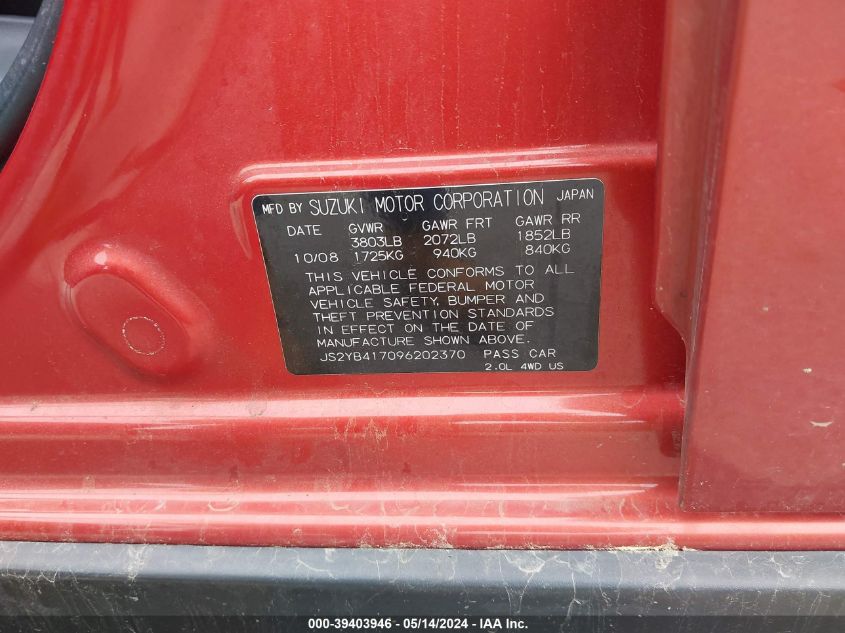 MFD BY SUZUKI MOTOR CORPORATION JAPAN
DATE GVWR GAWR FRT GAWR RR
3803LB 2072LB 1852LB
10/08 1725KG 940KG 840KG
THIS VEHICLE CONFORMS TO ALL
APPLICABLE FEDERAL MOTOR
VEHICLE SAFETY, BUMPER AND
THEFT PREVENTION STANDARDS
IN EFFECT ON THE DATE OF
MANUFACTURE SHOWN ABOVE.
JS2YB417096202370 PASS CAR
2.0L 4WD US
000-39403946 - 05/14/2024 - IAA Inc.